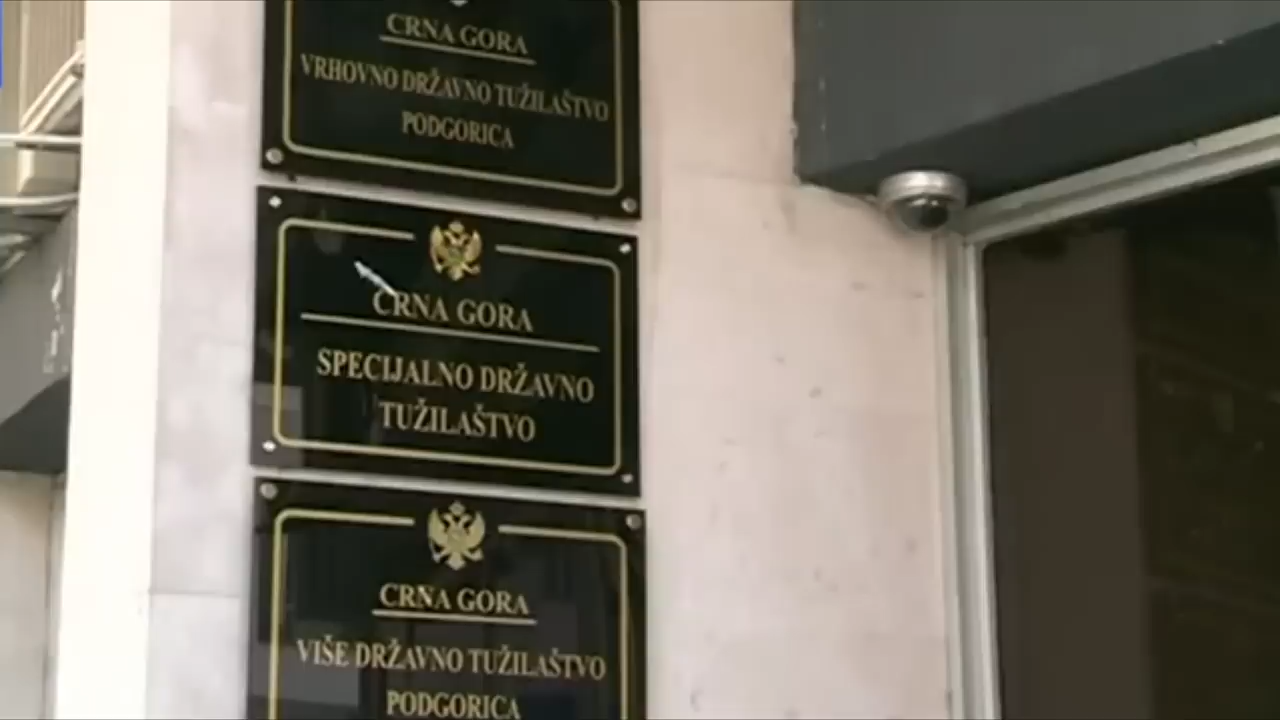 CRNA GORA
VRHOVNO DRŽAVNO TUŽILAŠTVO
PODGORICA
CRNA GORA
SPECIJALNO DRŽAVNO
TUŽILAŠTVO
CRNA GORA
VIŠE DRŽAVNO TUŽILAŠTVO
PODGORICA